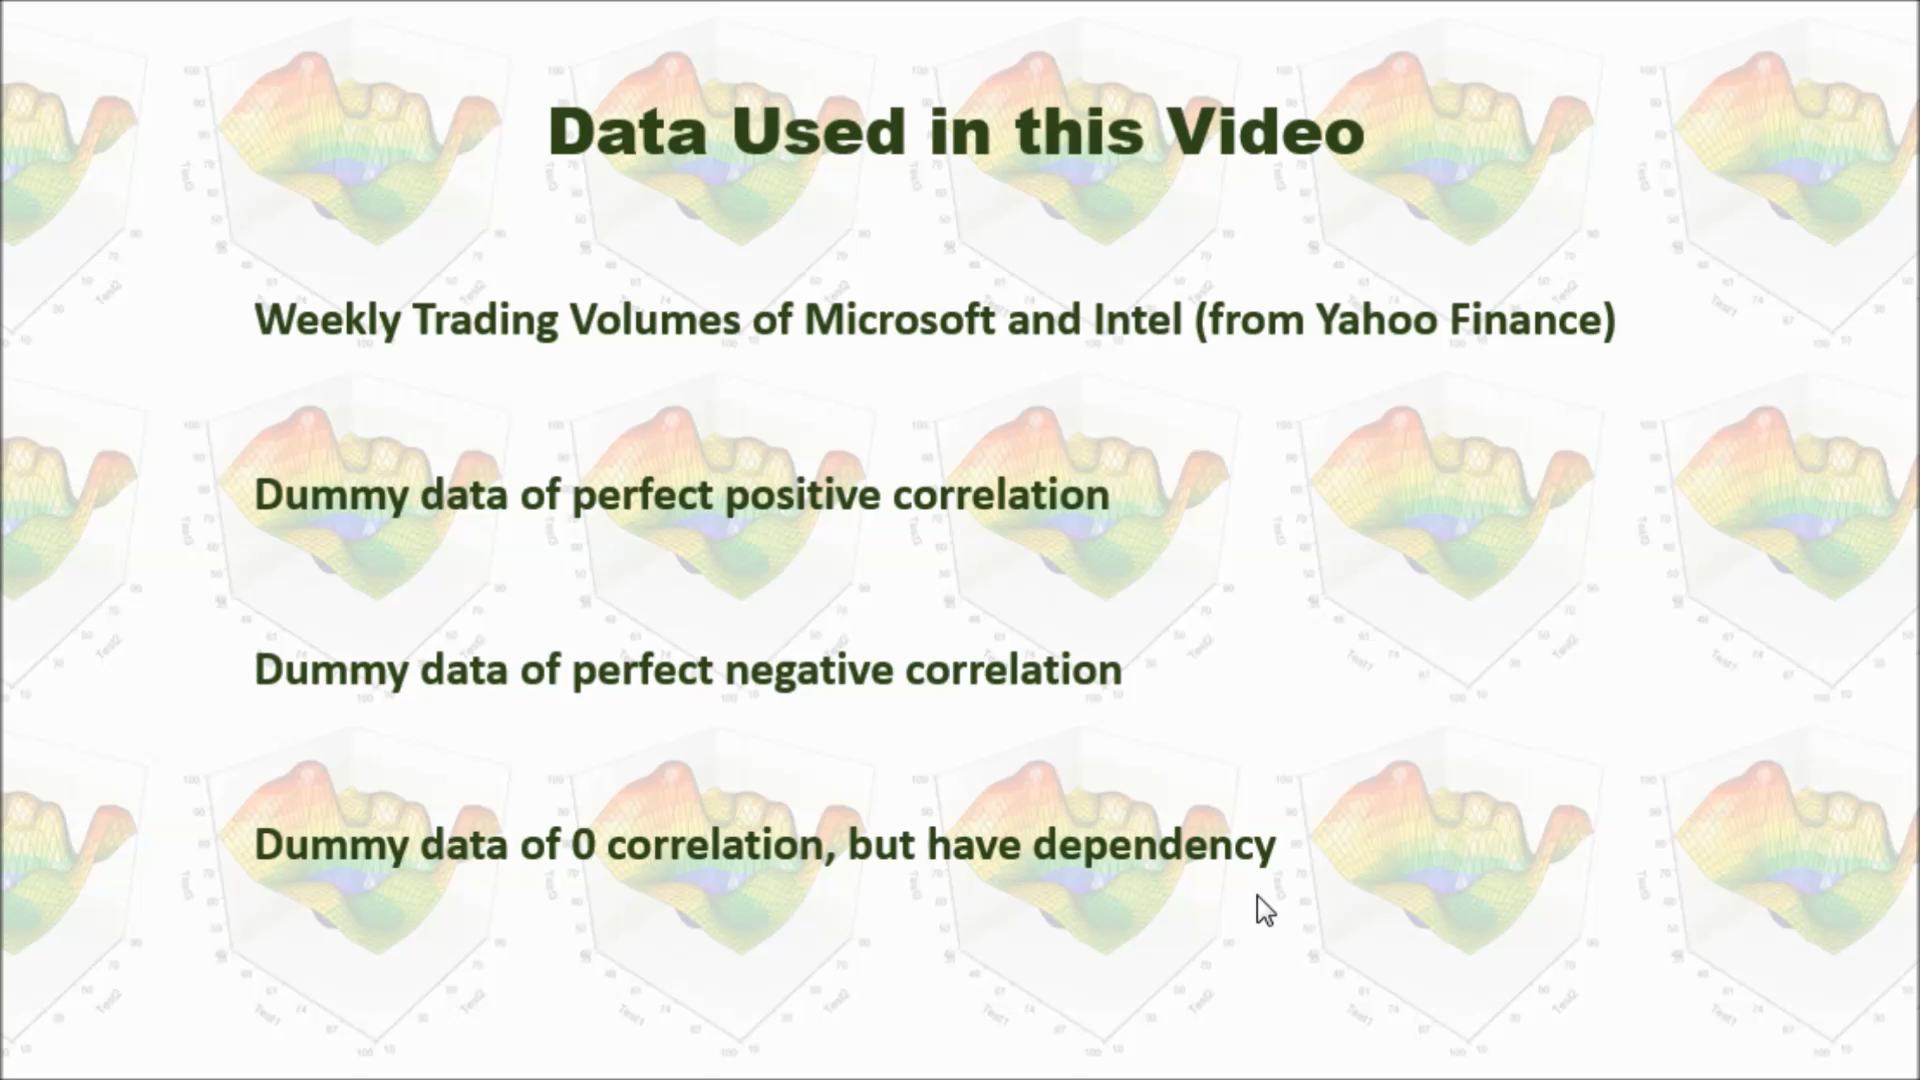 Data Used in this Video
Weekly Trading Volumes of Microsoft and Intel (from Yahoo Finance)
Dummy data of perfect positive correlation
Dummy data of perfect negative correlation
Dummy data of 0 correlation, but have dependency